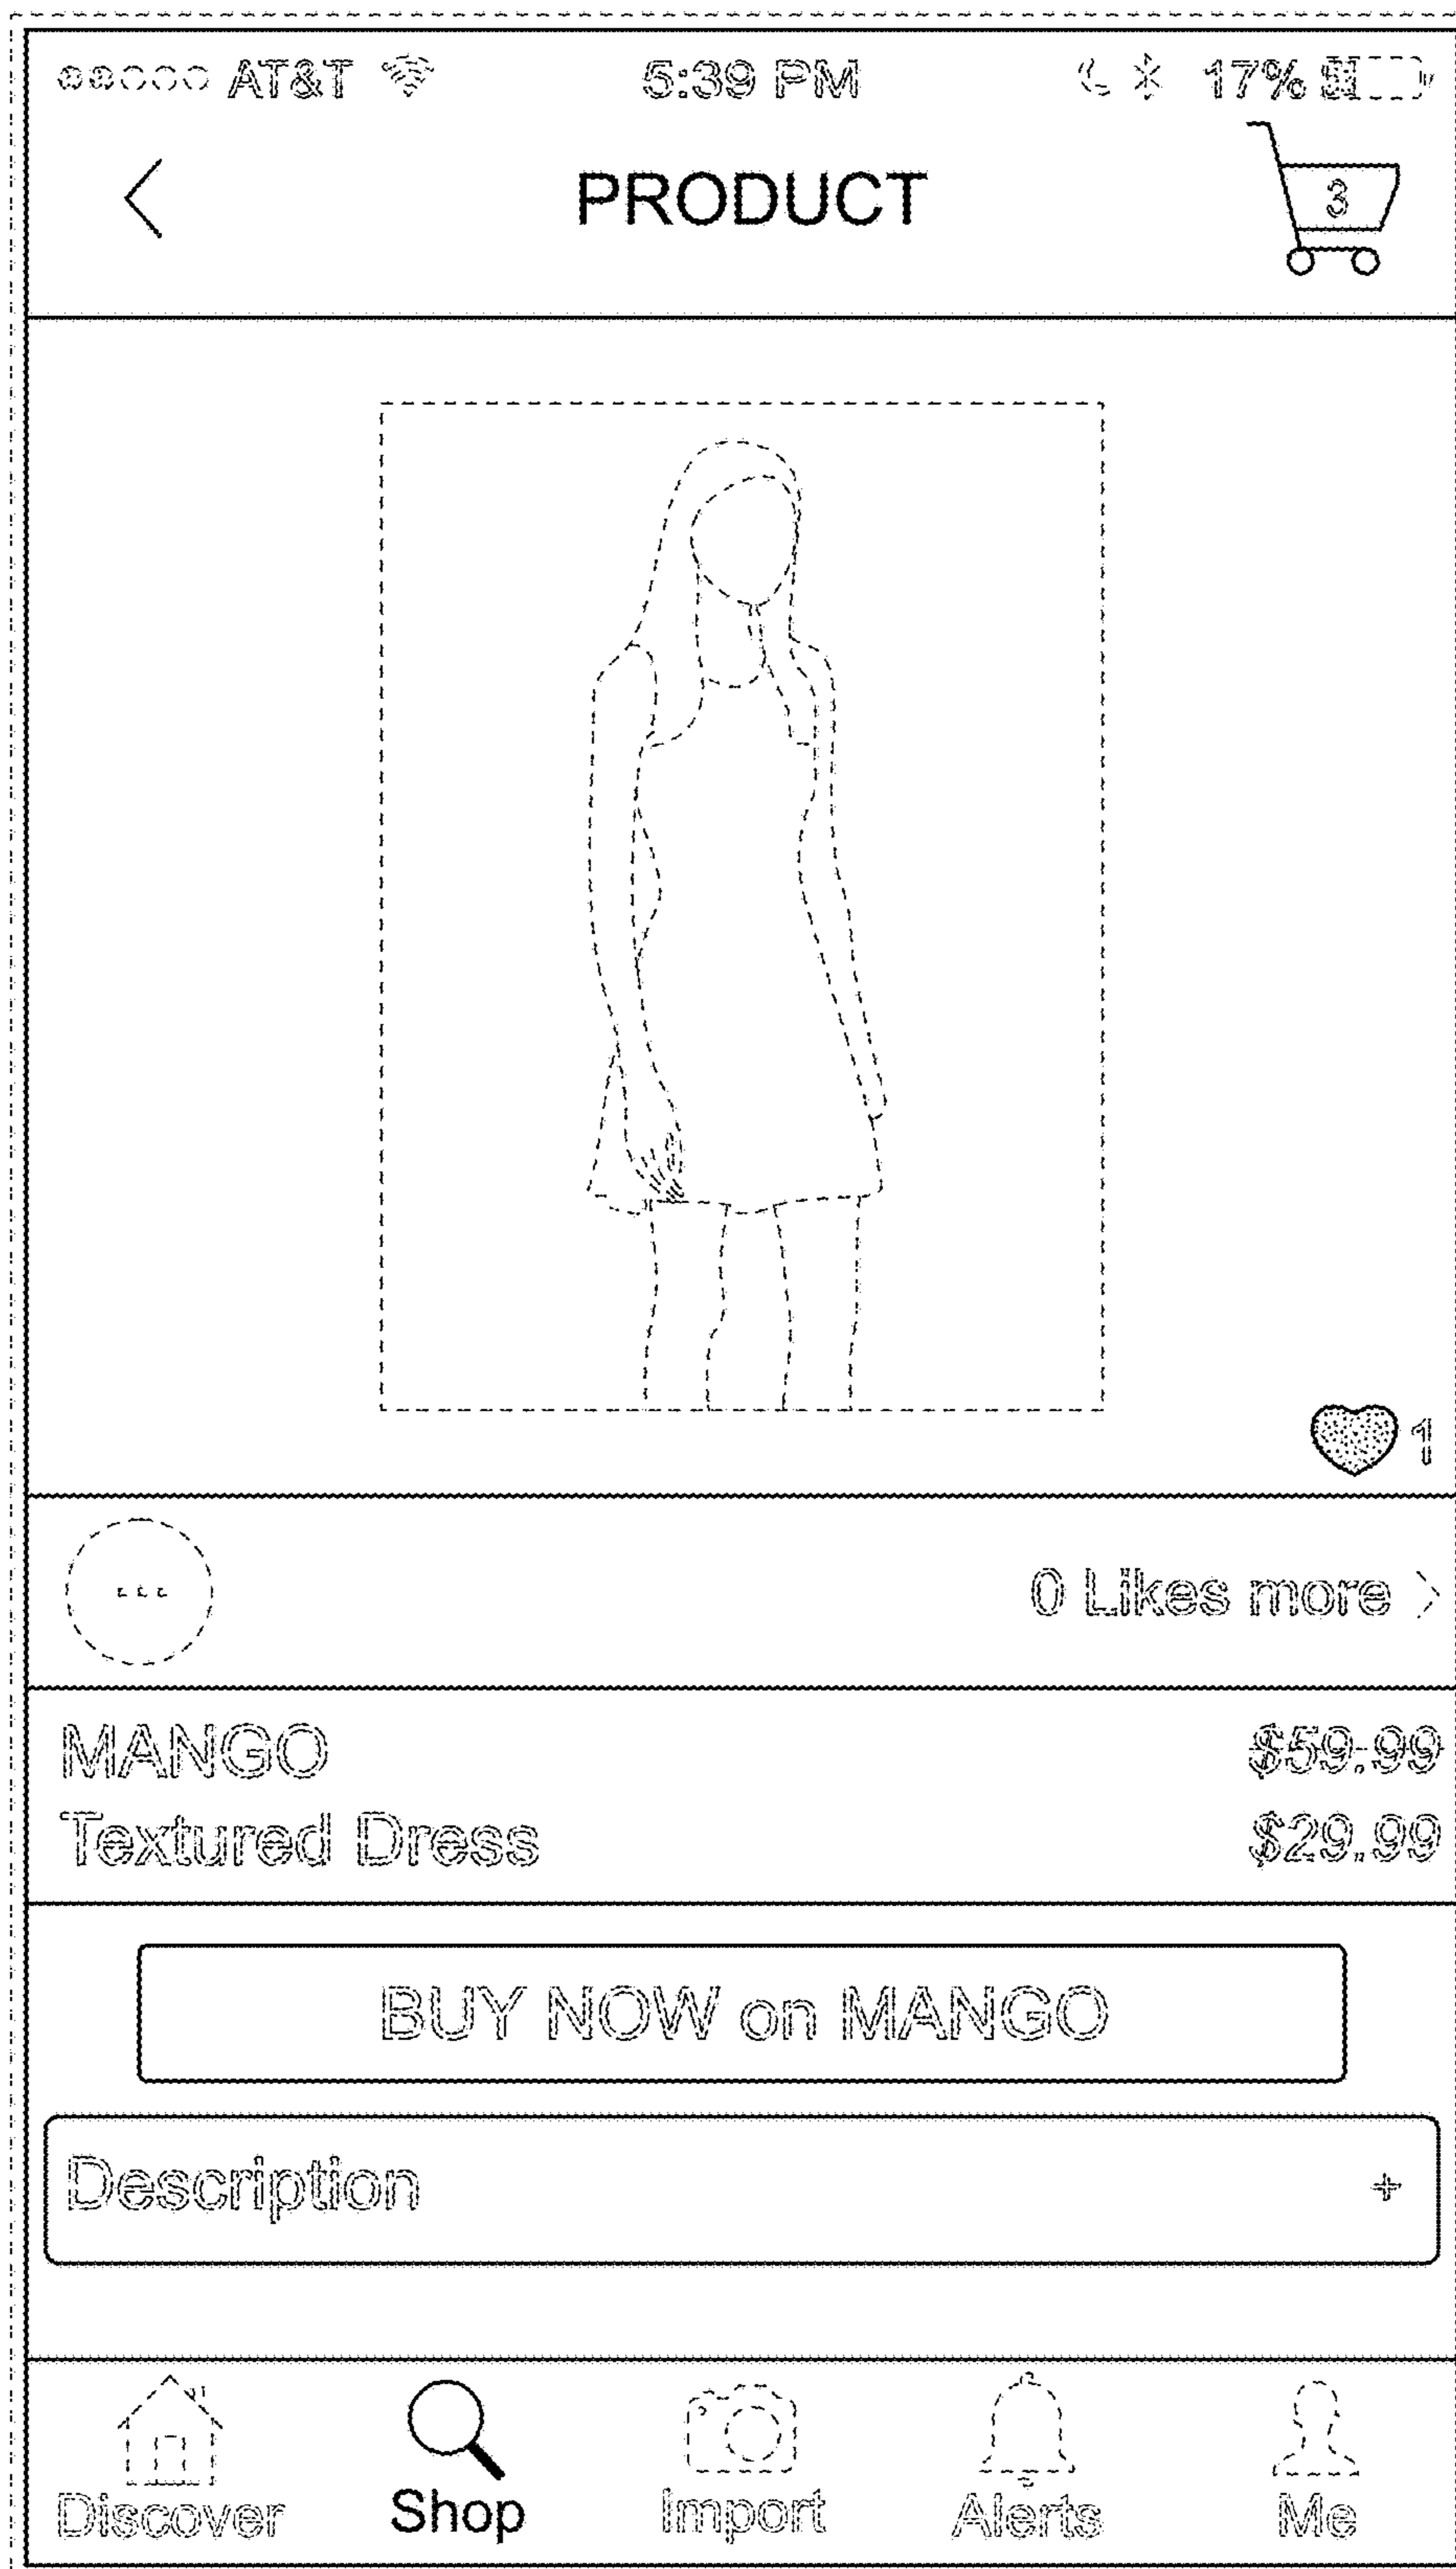 AT&T 5:39 PM 17%
PRODUCT 3
1
...
0 Likes more >
MANGO $59.99
Textured Dress $29.99
BUY NOW on MANGO
Description +
Discover Shop Import Alerts Me